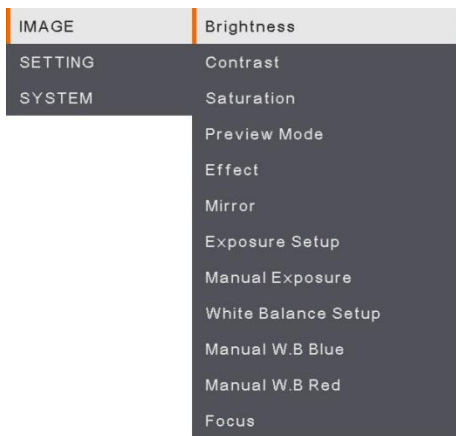 IMAGE
SETTING
SYSTEM
Brightness
Contrast
Saturation
Preview Mode
Effect
Mirror
Exposure Setup
Manual Exposure
White Balance Setup
Manual W.B Blue
Manual W.B Red
Focus